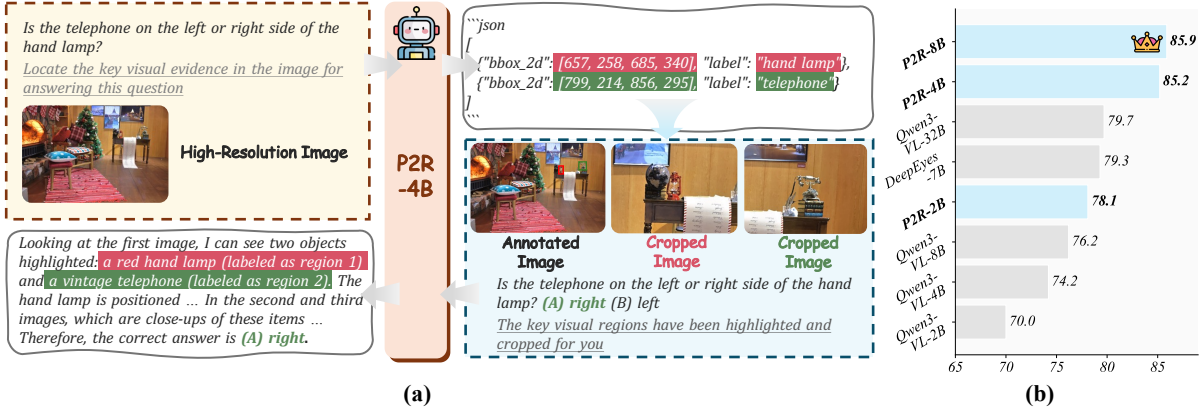 Is the telephone on the left or right side of the
hand lamp?
Locate the key visual evidence in the image for
answering this question
High-Resolution Image
Looking at the first image, I can see two objects
highlighted: a red hand lamp (labeled as region 1)
and a vintage telephone (labeled as region 2). The
hand lamp is positioned ... In the second and third
images, which are close-ups of these items ...
Therefore, the correct answer is (A) right.
P2R
-4B
```json
[
{"bbox_2d": [657, 258, 685, 340], "label": "hand lamp"},
{"bbox_2d": [799, 214, 856, 295], "label": "telephone"}
]
```
Annotated
Image
Cropped
Image
Cropped
Image
Is the telephone on the left or right side of the hand
lamp? (A) right (B) left
The key visual regions have been highlighted and
cropped for you
(a)
P2R-8B
85.9
P2R-4B
85.2
Qwen3-
VL-32B
79.7
DeepEyes
-7B
79.3
P2R-2B
78.1
Qwen3-
VL-8B
76.2
Qwen3-
VL-4B
74.2
Qwen3-
VL-2B
70.0
65 70 75 80 85
(b)